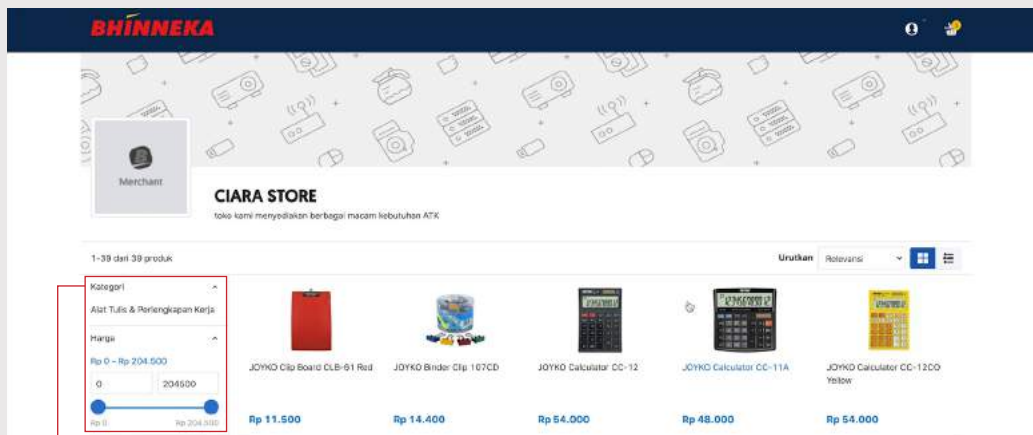 BHINNEKA
Merchant
CIARA STORE
toko kami menyediakan berbagai macam kebutuhan ATK
1-39 dari 39 produk
Urutkan
Relevansi
Kategori
Alat Tulis & Perlengkapan Kerja
Harga
Rp 0 - Rp 204.500
0
204500
Rp 0
Rp 204.500
JOYKO Clip Board CLB-61 Red
Rp 11.500
JOYKO Binder Clip 107CD
Rp 14.400
JOYKO Calculator CC-12
Rp 54.000
JOYKO Calculator CC-11A
Rp 48.000
JOYKO Calculator CC-12CO
Yellow
Rp 54.000